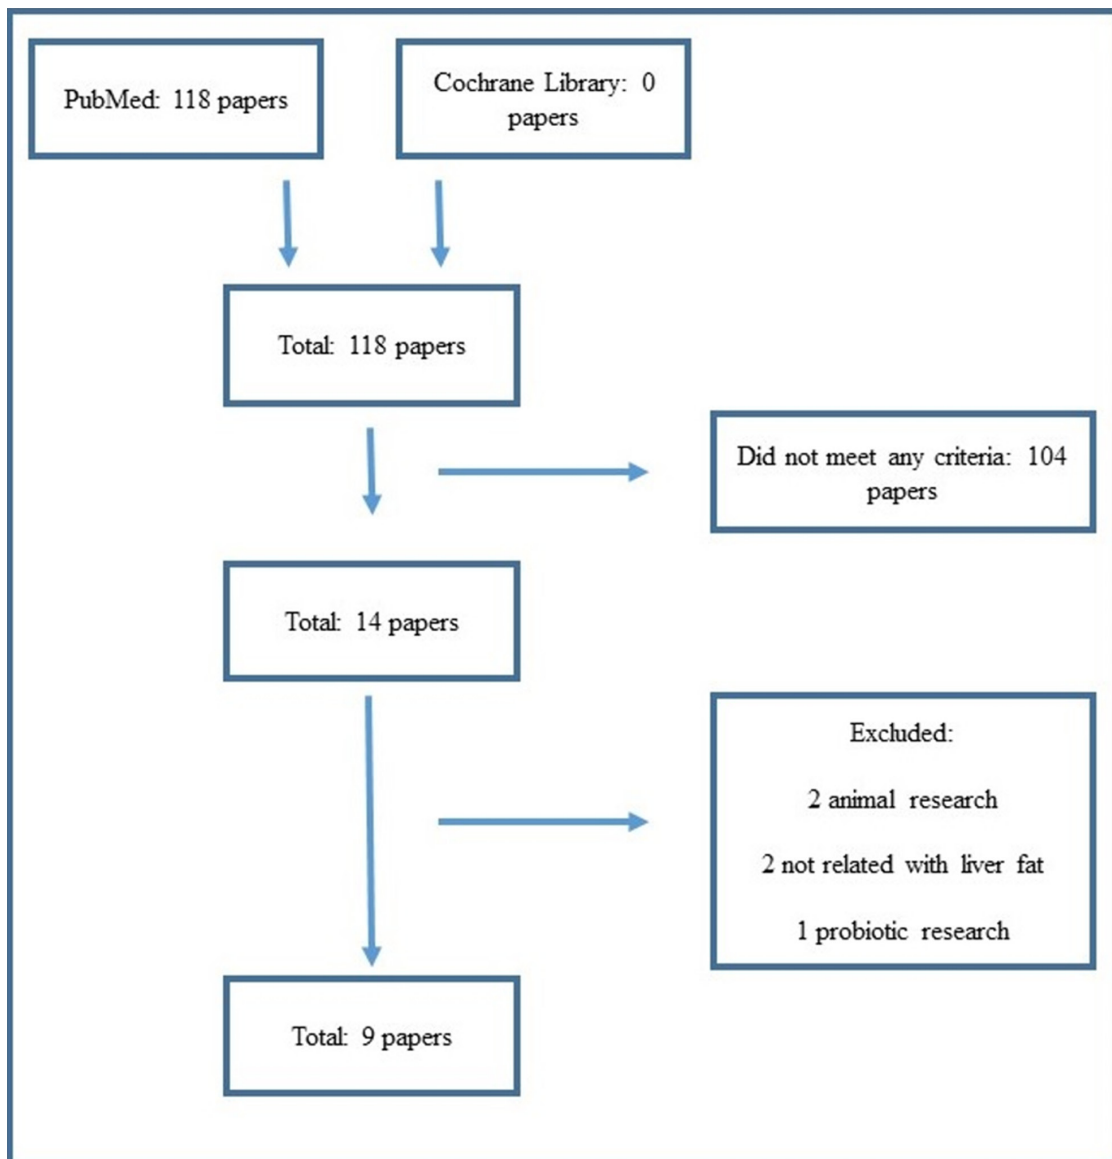 PubMed: 118 papers
Cochrane Library: 0
papers
Total: 118 papers
Did not meet any criteria: 104
papers
Total: 14 papers
Excluded:
2 animal research
2 not related with liver fat
1 probiotic research
Total: 9 papers